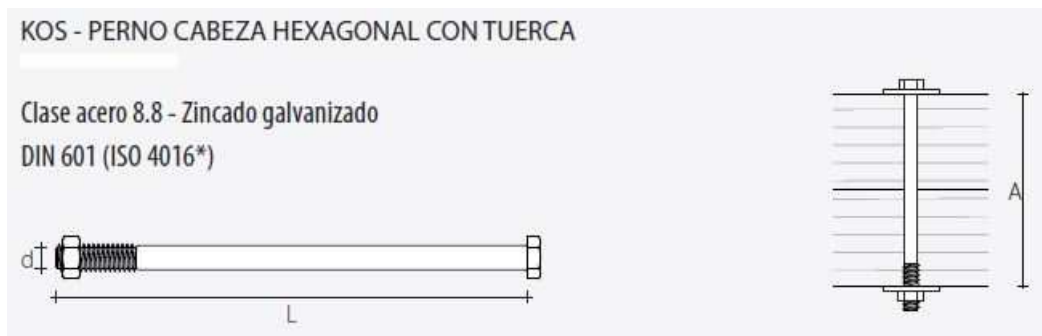 KOS - PERNO CABEZA HEXAGONAL CON TUERCA
Clase acero 8.8 - Zincado galvanizado
DIN 601 (ISO 4016*)
d
L
A